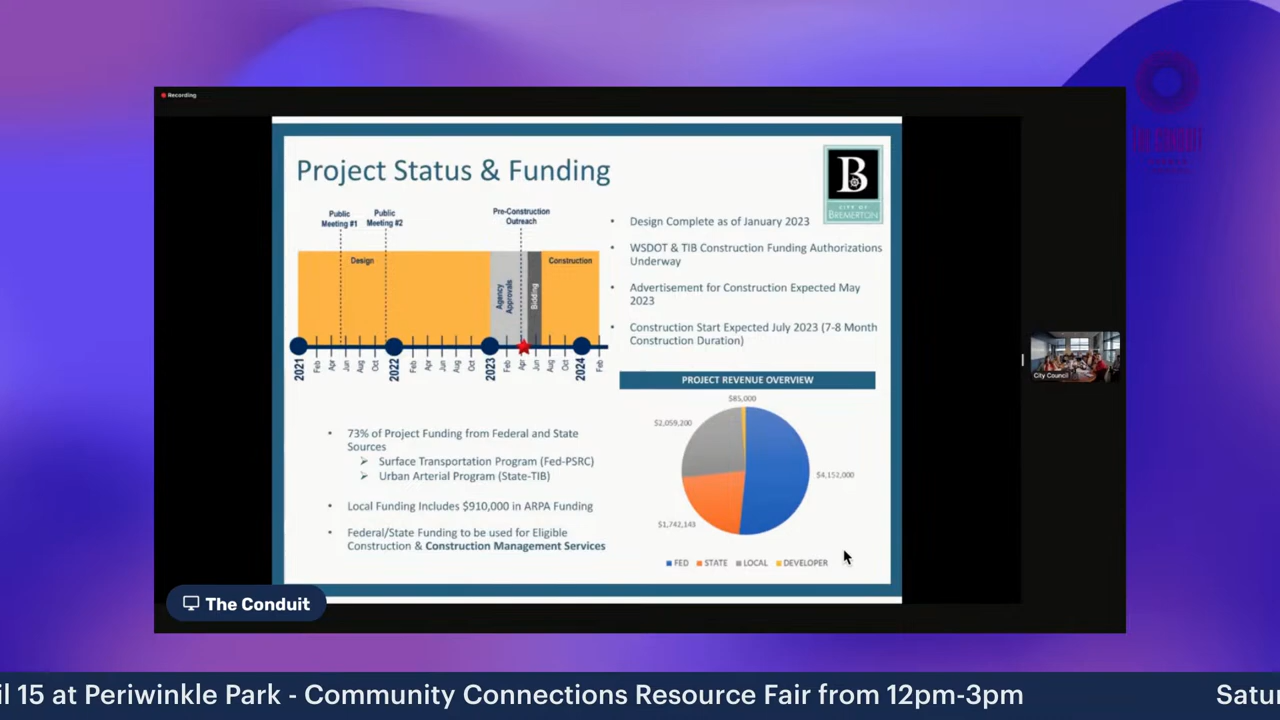 Recording
Project Status & Funding
B
CITY OF
BREMERTON
Public
Meeting #1
Public
Meeting #2
Pre-Construction
Outreach
Design
Agency
Approvals
Bidding
Construction
2021
Feb
Apr
Jun
Aug
Oct
2022
Feb
Apr
Jun
Aug
Oct
2023
Feb
Apr
Jun
Aug
Oct
2024
Feb
• Design Complete as of January 2023
• WSDOT & TIB Construction Funding Authorizations
Underway
• Advertisement for Construction Expected May
2023
• Construction Start Expected July 2023 (7-8 Month
Construction Duration)
PROJECT REVENUE OVERVIEW
$85,000
$2,059,200
$4,152,000
$1,742,143
FED STATE LOCAL DEVELOPER
• 73% of Project Funding from Federal and State
Sources
➢ Surface Transportation Program (Fed-PSRC)
➢ Urban Arterial Program (State-TIB)
• Local Funding Includes $910,000 in ARPA Funding
• Federal/State Funding to be used for Eligible
Construction & Construction Management Services
City Council
THE CONDUIT
The Conduit
il 15 at Periwinkle Park - Community Connections Resource Fair from 12pm-3pm
Satu